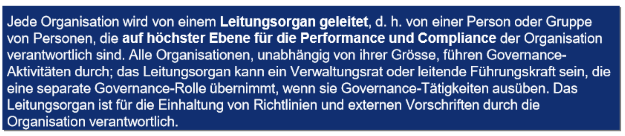 Jede Organisation wird von einem Leitungsorgan geleitet, d. h. von einer Person oder Gruppe
von Personen, die auf höchster Ebene für die Performance und Compliance der Organisation
verantwortlich sind. Alle Organisationen, unabhängig von ihrer Grösse, führen Governance-
Aktivitäten durch; das Leitungsorgan kann ein Verwaltungsrat oder leitende Führungskraft sein, die
eine separate Governance-Rolle übernimmt, wenn sie Governance-Tätigkeiten ausüben. Das
Leitungsorgan ist für die Einhaltung von Richtlinien und externen Vorschriften durch die
Organisation verantwortlich.